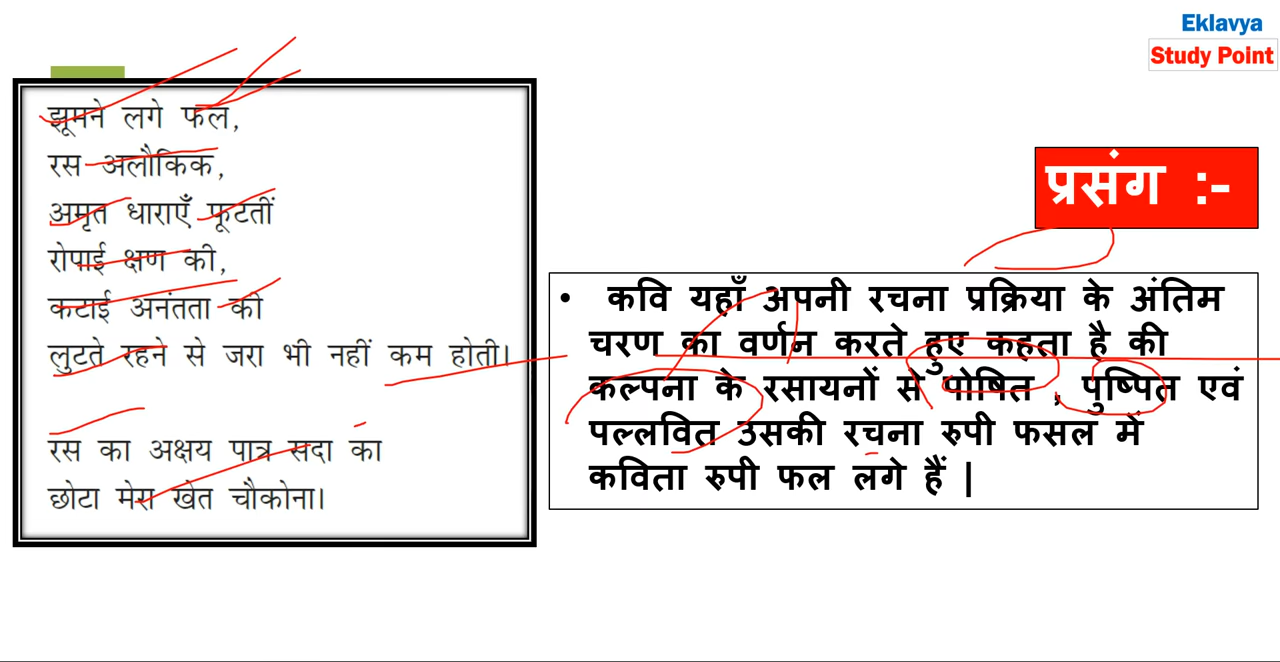 Eklavya
Study Point
झूमने लगे फल,
रस अलौकिक,
अमृत धाराएँ फूटतीं
रोपाई क्षण की,
कटाई अनंतता की
लुटते रहने से जरा भी नहीं कम होती।
रस का अक्षय पात्र सदा का
छोटा मेरा खेत चौकोना।
प्रसंग :-
• कवि यहाँ अपनी रचना प्रक्रिया के अंतिम
चरण का वर्णन करते हुए कहता है की
कल्पना के रसायनों से पोषित , पुष्पित एवं
पल्लवित उसकी रचना रुपी फसल में
कविता रुपी फल लगे हैं |